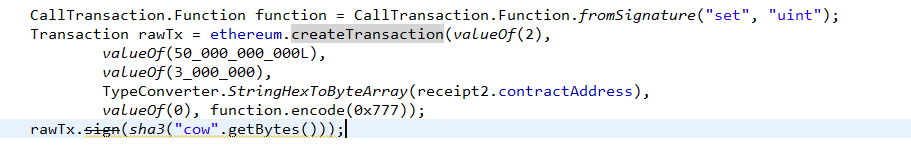 CallTransaction.Function function = CallTransaction.Function.fromSignature("set", "uint");
Transaction rawTx = ethereum.createTransaction(valueOf(2),
valueOf(50_000_000_000L),
valueOf(3_000_000),
TypeConverter.StringHexToByteArray(receipt2.contractAddress),
valueOf(0), function.encode(0x777));
rawTx.sign(sha3("cow".getBytes()));